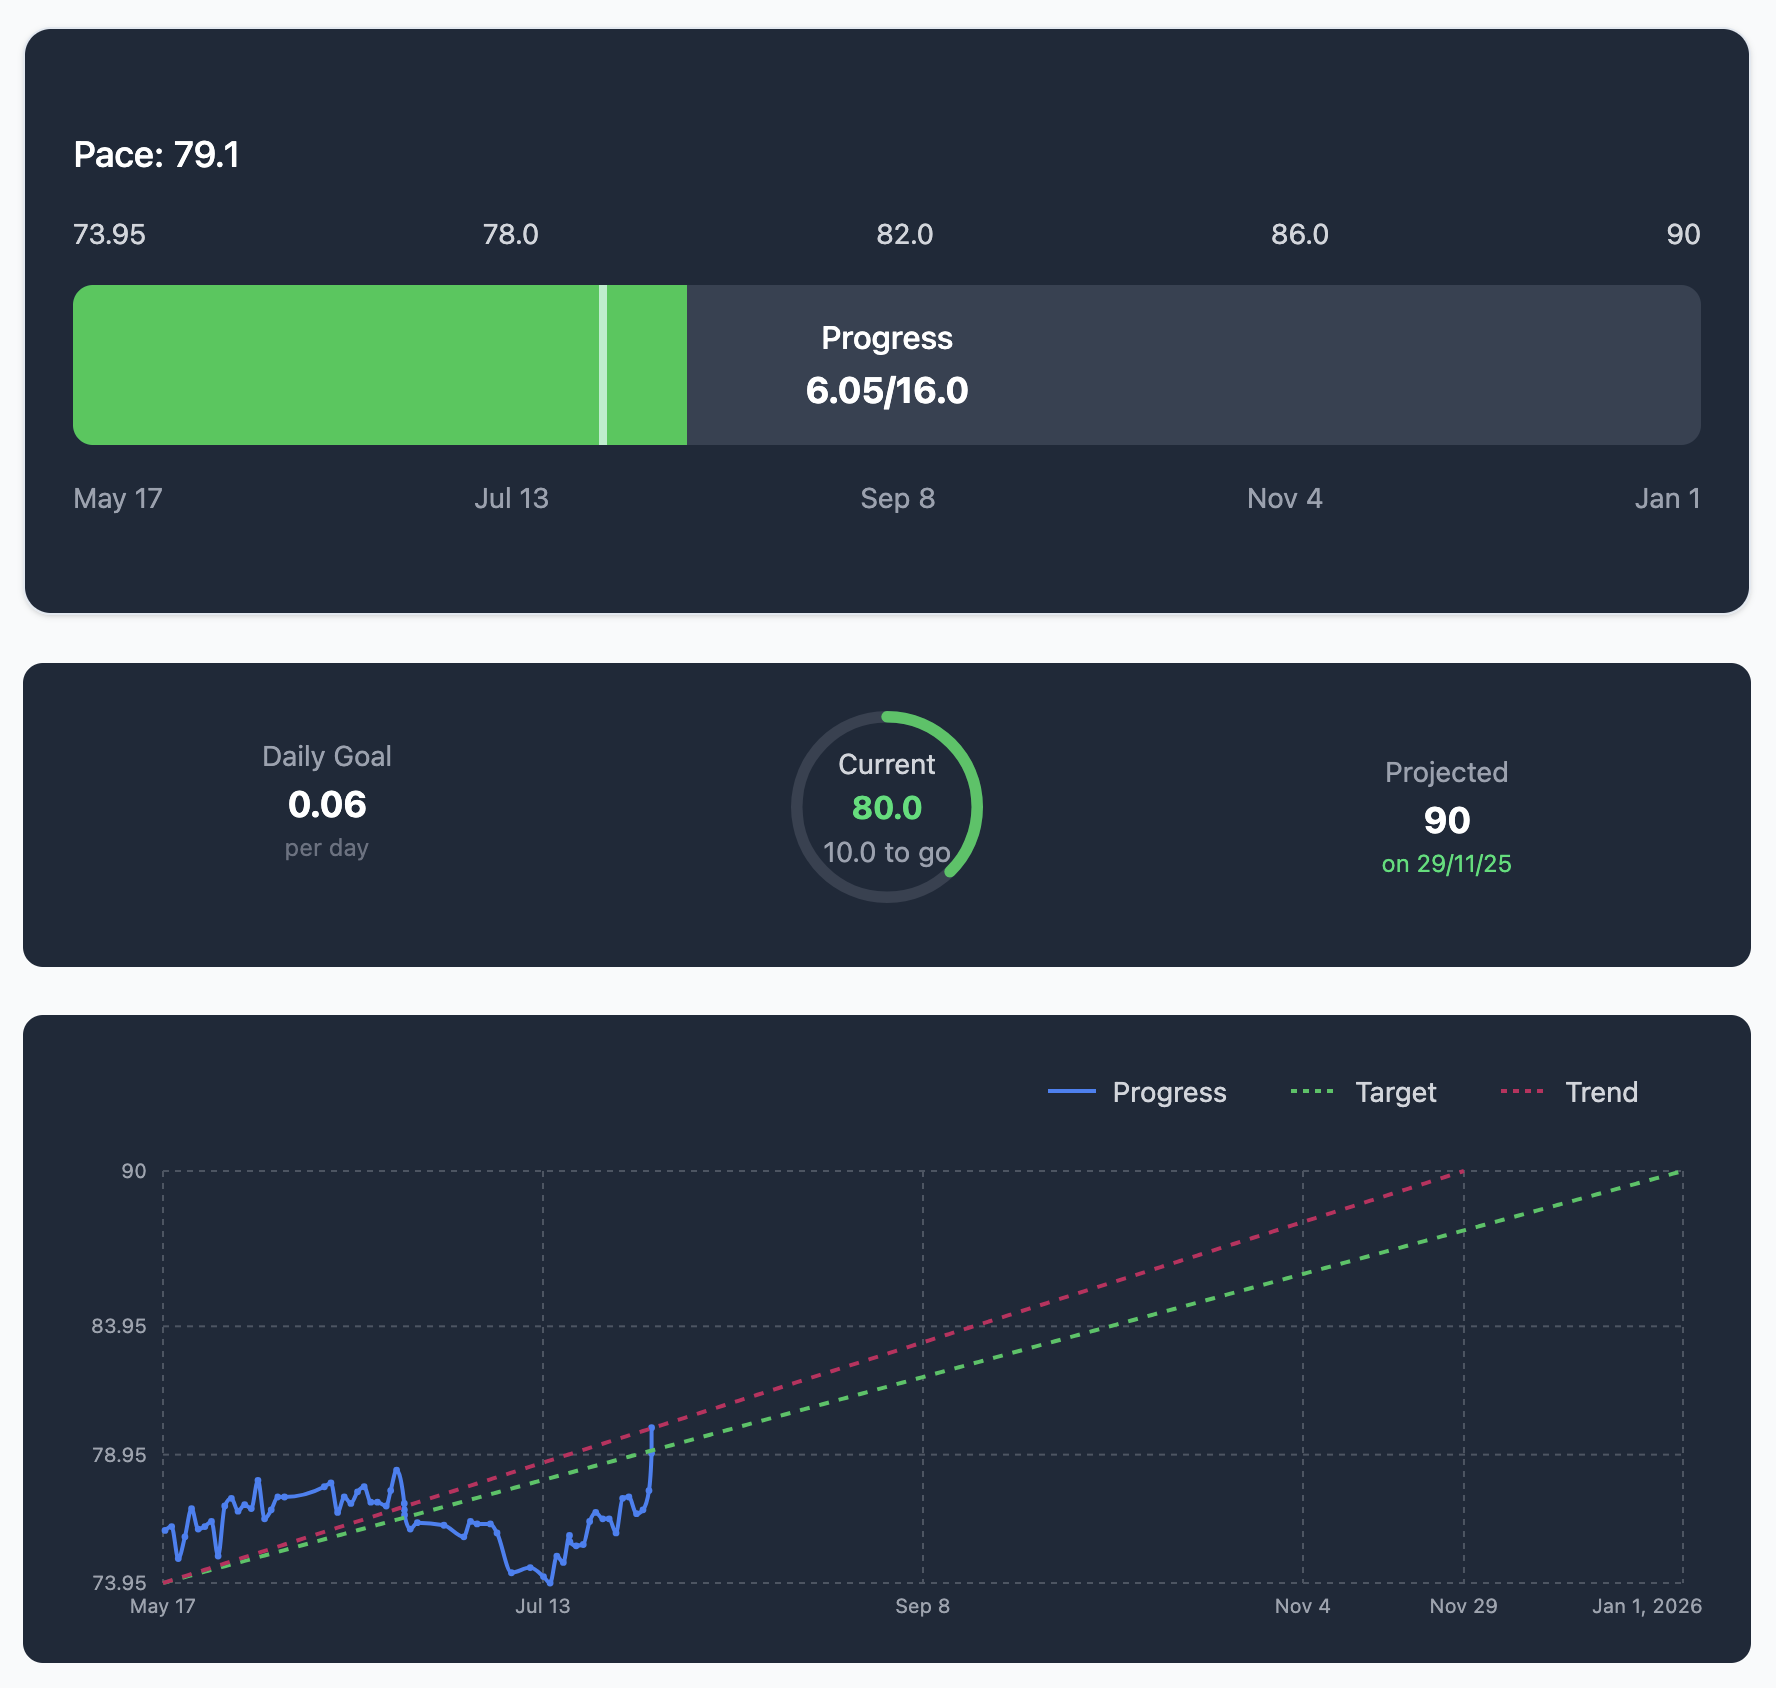 Pace: 79.1
73.95 78.0 82.0 86.0 90
Progress
6.05/16.0
May 17 Jul 13 Sep 8 Nov 4 Jan 1
Daily Goal
0.06
per day
Current
80.0
10.0 to go
Projected
90
on 29/11/25
Progress Target Trend
90
83.95
78.95
73.95
May 17 Jul 13 Sep 8 Nov 4 Nov 29 Jan 1, 2026